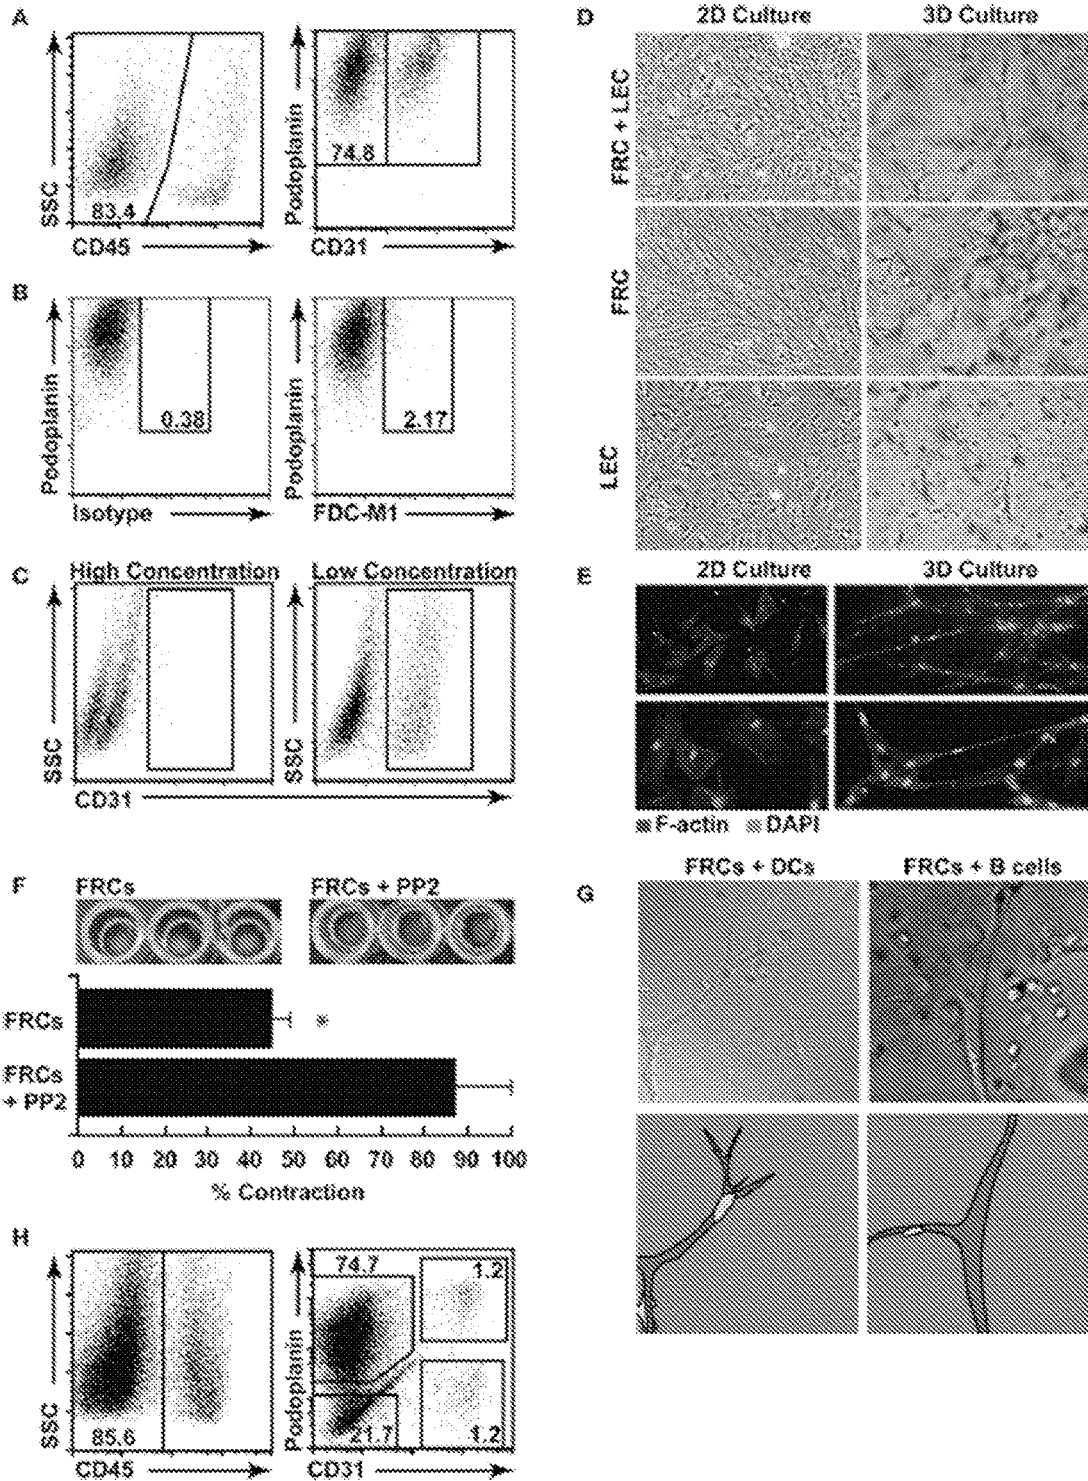 A
SSC
83.4
CD45
Podoplanin
74.8
CD31
B
Podoplanin
0.38
Isotype
Podoplanin
2.17
FDC-M1
C
High Concentration
Low Concentration
SSC
SSC
CD31
D
2D Culture
3D Culture
FRC + LEC
FRC
LEC
E
2D Culture
3D Culture
F-actin
DAPI
F
FRCs
FRCs + PP2
FRCs
*
FRCs
+ PP2
0 10 20 30 40 50 60 70 80 90 100
% Contraction
G
FRCs + DCs
FRCs + B cells
H
SSC
85.6
CD45
Podoplanin
74.7
1.2
21.7
1.2
CD31